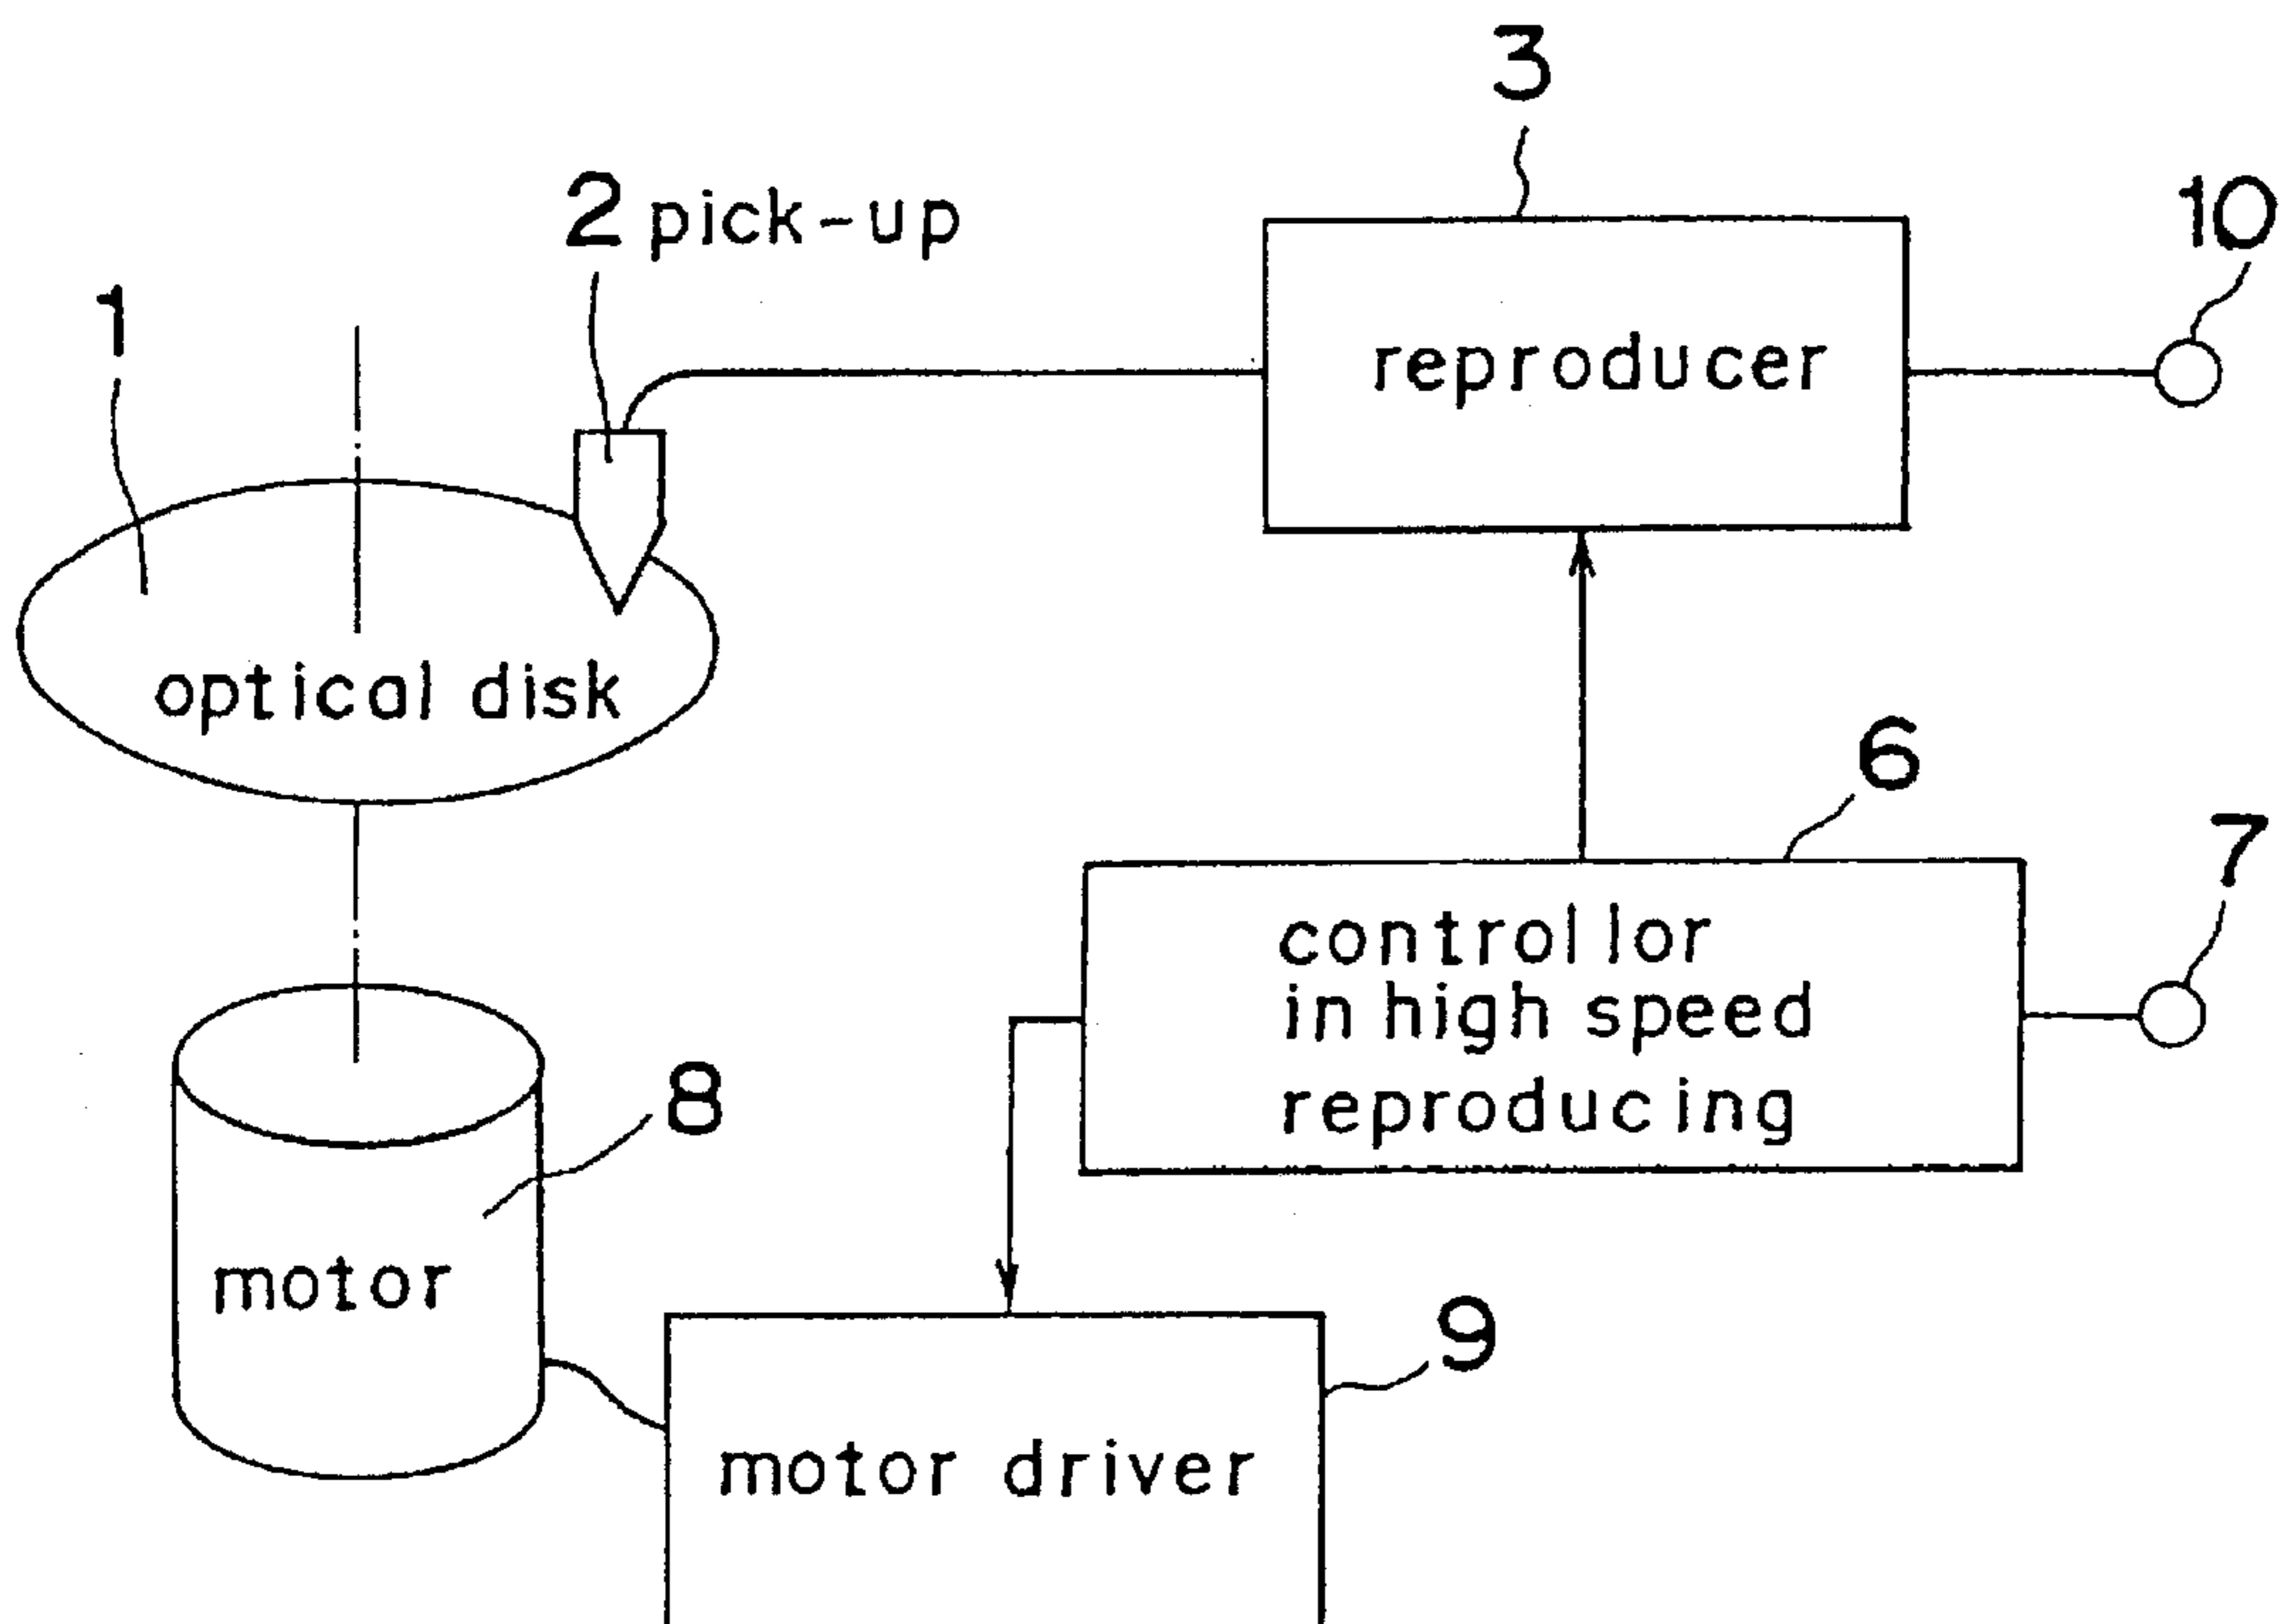 3
10
2 pick-up
1
reproducer
optical disk
6
7
controllor
in high speed
reproducing
8
motor
9
motor driver